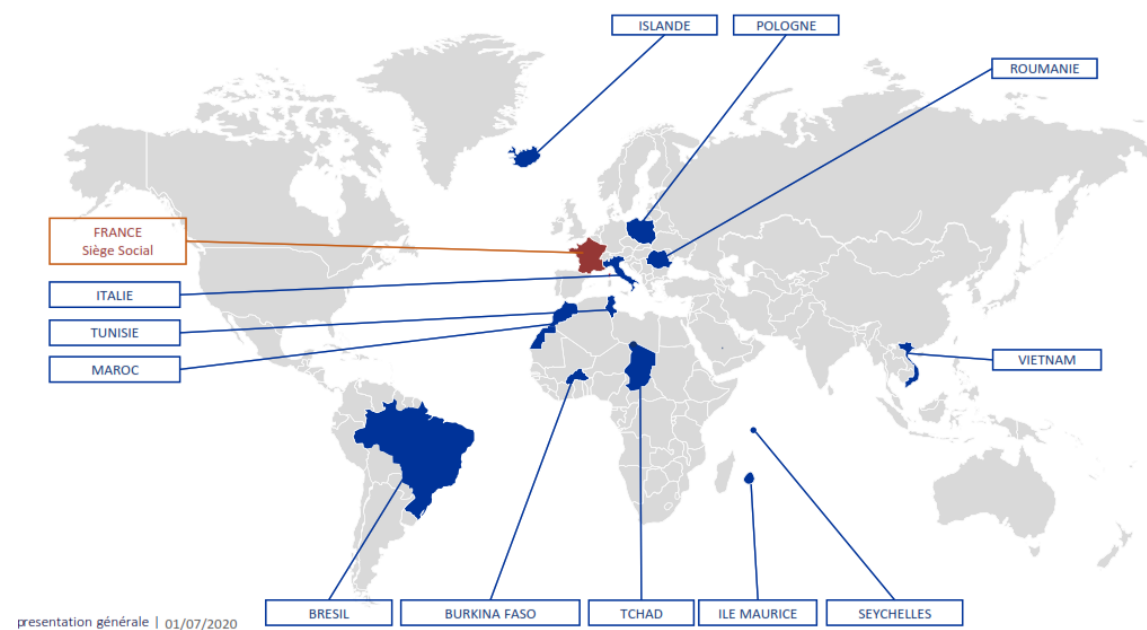 ISLANDE
POLOGNE
ROUMANIE
FRANCE
Siège Social
ITALIE
TUNISIE
MAROC
VIETNAM
BRESIL
BURKINA FASO
TCHAD
ILE MAURICE
SEYCHELLES
presentation générale | 01/07/2020